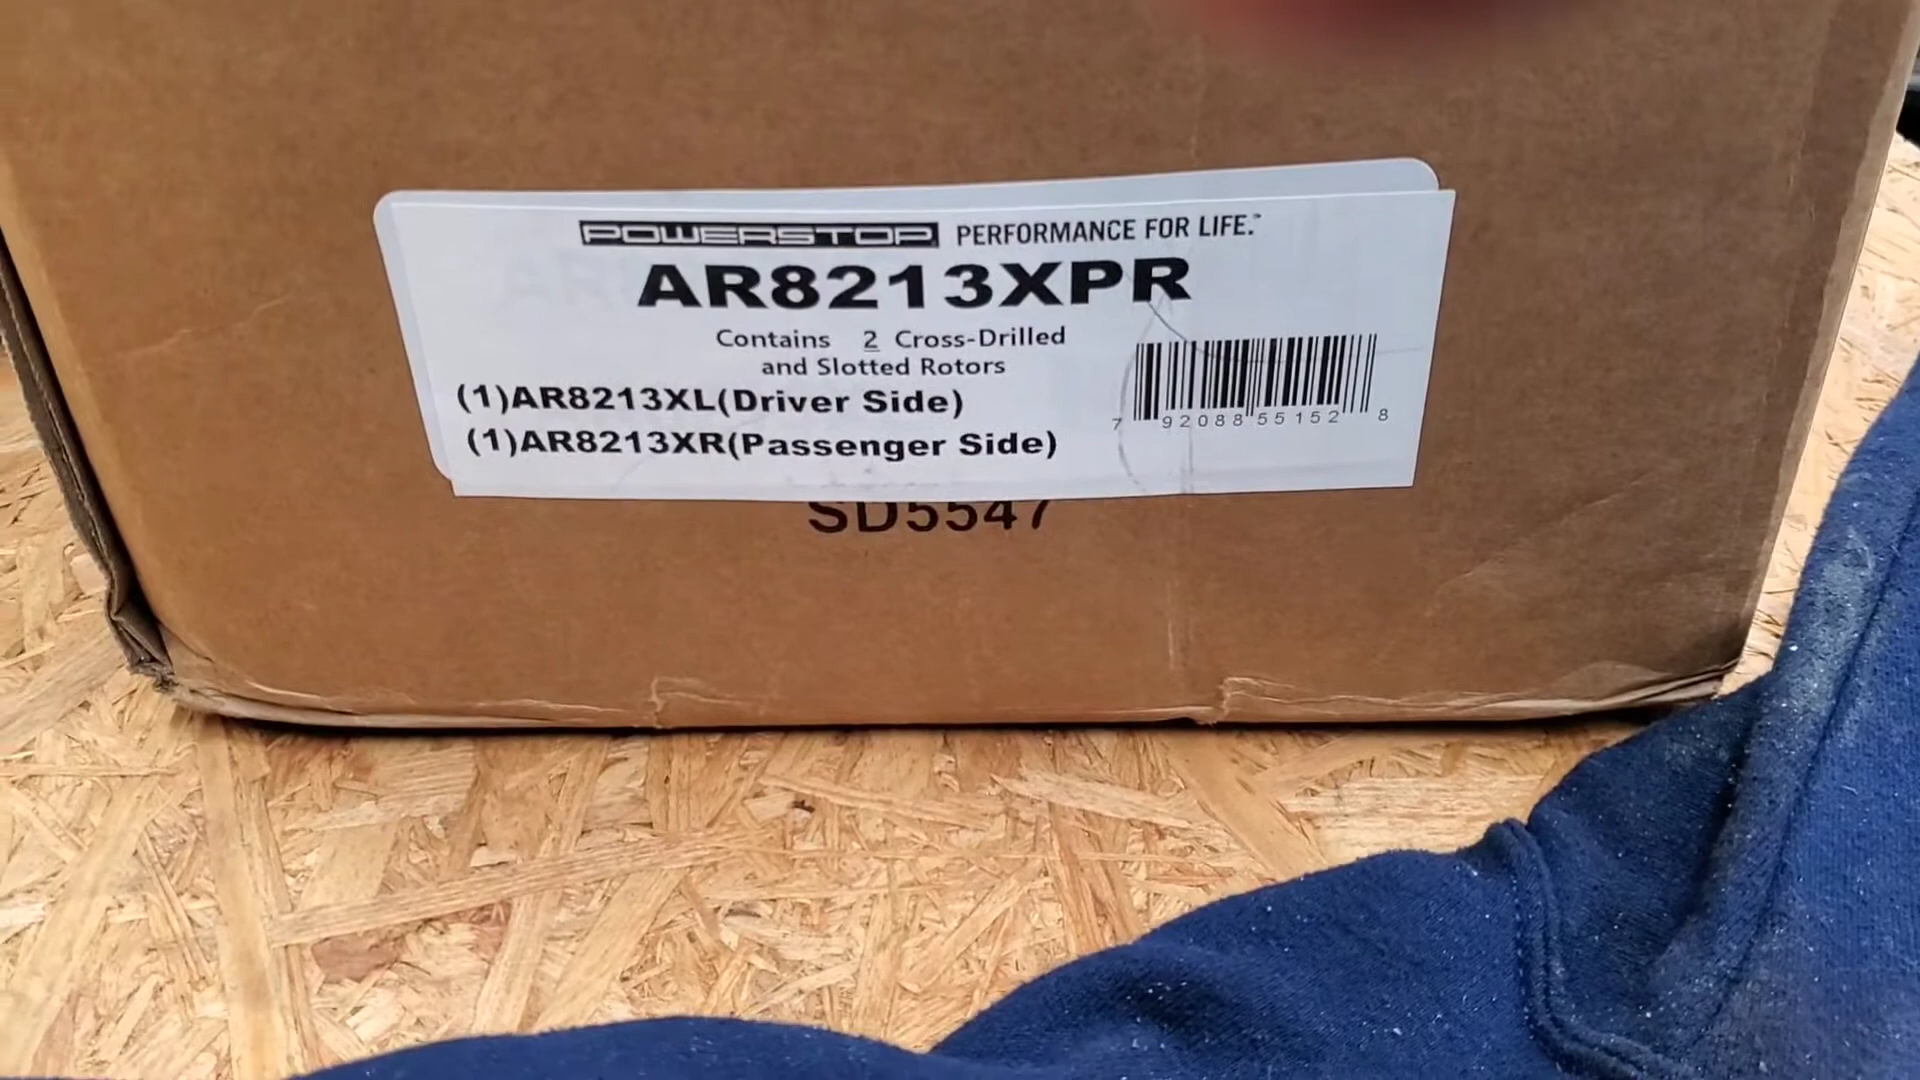 POWERSTOP PERFORMANCE FOR LIFE.™
AR8213XPR
Contains 2 Cross-Drilled
and Slotted Rotors
(1)AR8213XL(Driver Side)
(1)AR8213XR(Passenger Side)
7 92088 55152 8
SD5547